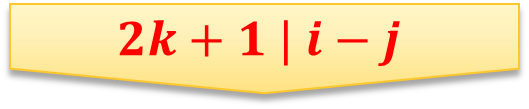 2k + 1 | i − j